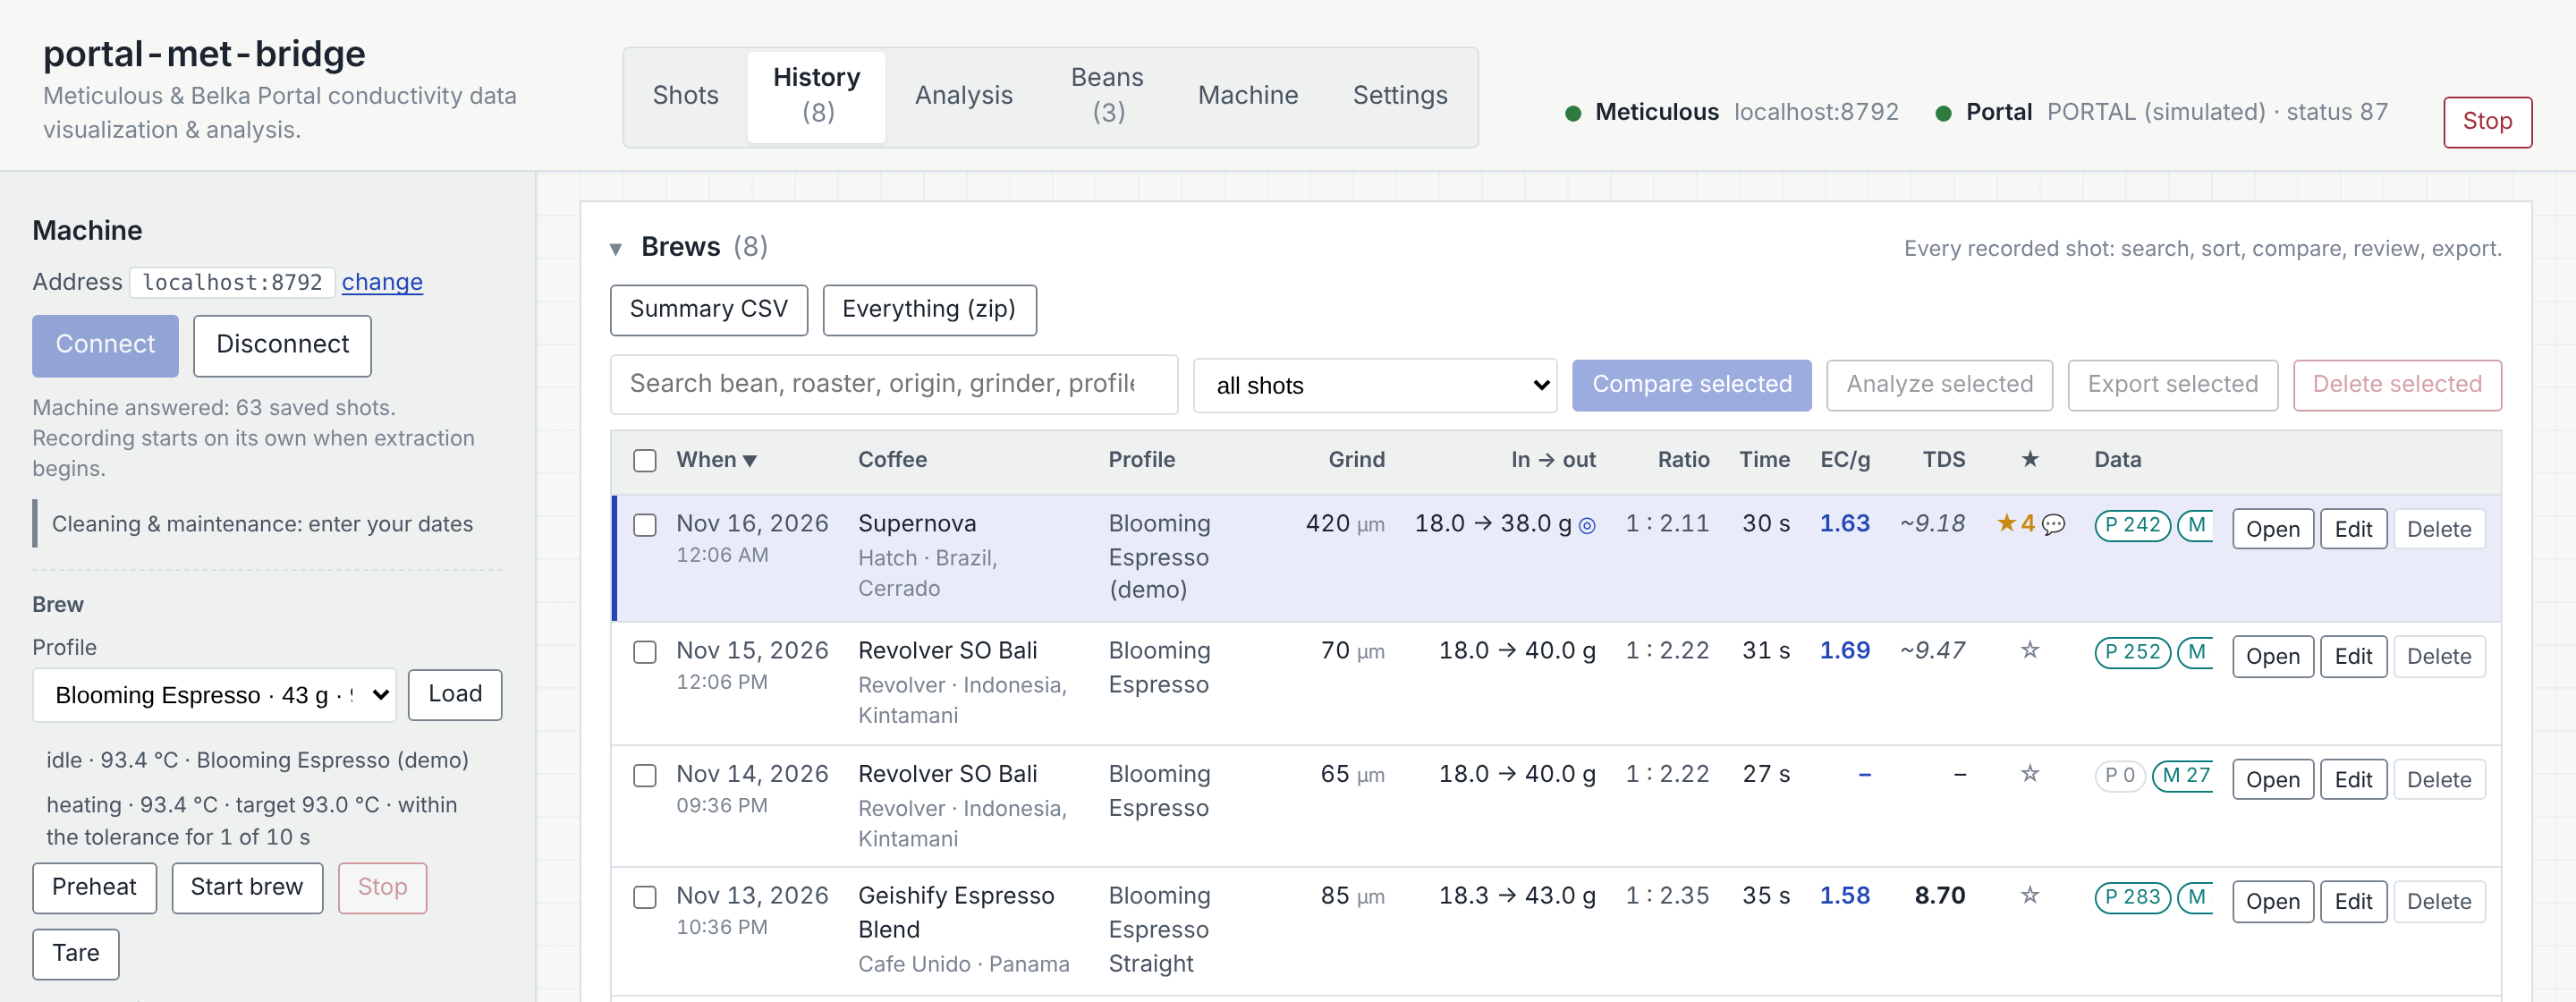 portal-met-bridge
Meticulous & Belka Portal conductivity data
visualization & analysis.
Shots
History
(8)
Analysis
Beans
(3)
Machine
Settings
Meticulous localhost:8792
Portal PORTAL (simulated) · status 87
Stop
Machine
Address localhost:8792 change
Connect
Disconnect
Machine answered: 63 saved shots.
Recording starts on its own when extraction
begins.
Cleaning & maintenance: enter your dates
Brew
Profile
Blooming Espresso · 43 g ·
Load
idle · 93.4 °C · Blooming Espresso (demo)
heating · 93.4 °C · target 93.0 °C · within
the tolerance for 1 of 10 s
Preheat
Start brew
Stop
Tare
▼ Brews (8)
Every recorded shot: search, sort, compare, review, export.
Summary CSV
Everything (zip)
Search bean, roaster, origin, grinder, profile
all shots
Compare selected
Analyze selected
Export selected
Delete selected
When ▼ Coffee Profile Grind In → out Ratio Time EC/g TDS ★ Data
Nov 16, 2026 Supernova Blooming 420 µm 18.0 → 38.0 g ◎ 1 : 2.11 30 s 1.63 ~9.18 ★ 4 💬 P 242 M Open Edit Delete
12:06 AM Hatch · Brazil, Espresso
Cerrado (demo)
Nov 15, 2026 Revolver SO Bali Blooming 70 µm 18.0 → 40.0 g 1 : 2.22 31 s 1.69 ~9.47 ☆ P 252 M Open Edit Delete
12:06 PM Revolver · Indonesia, Espresso
Kintamani
Nov 14, 2026 Revolver SO Bali Blooming 65 µm 18.0 → 40.0 g 1 : 2.22 27 s – – ☆ P 0 M 27 Open Edit Delete
09:36 PM Revolver · Indonesia, Espresso
Kintamani
Nov 13, 2026 Geishify Espresso Blooming 85 µm 18.3 → 43.0 g 1 : 2.35 35 s 1.58 8.70 ☆ P 283 M Open Edit Delete
10:36 PM Blend Espresso
Cafe Unido · Panama Straight